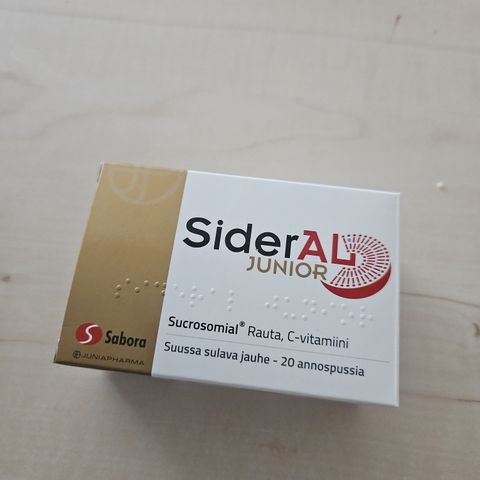 SiderAL
JUNIOR
Sucrosomial® Rauta, C-vitamiini
Suussa sulava jauhe - 20 annospussia
S Sabora
JUNIAPHARMA